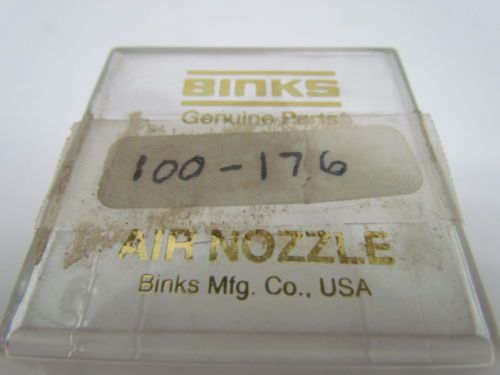 BINKS
Genuine Parts
100-176
AIR NOZZLE
Binks Mfg. Co., USA